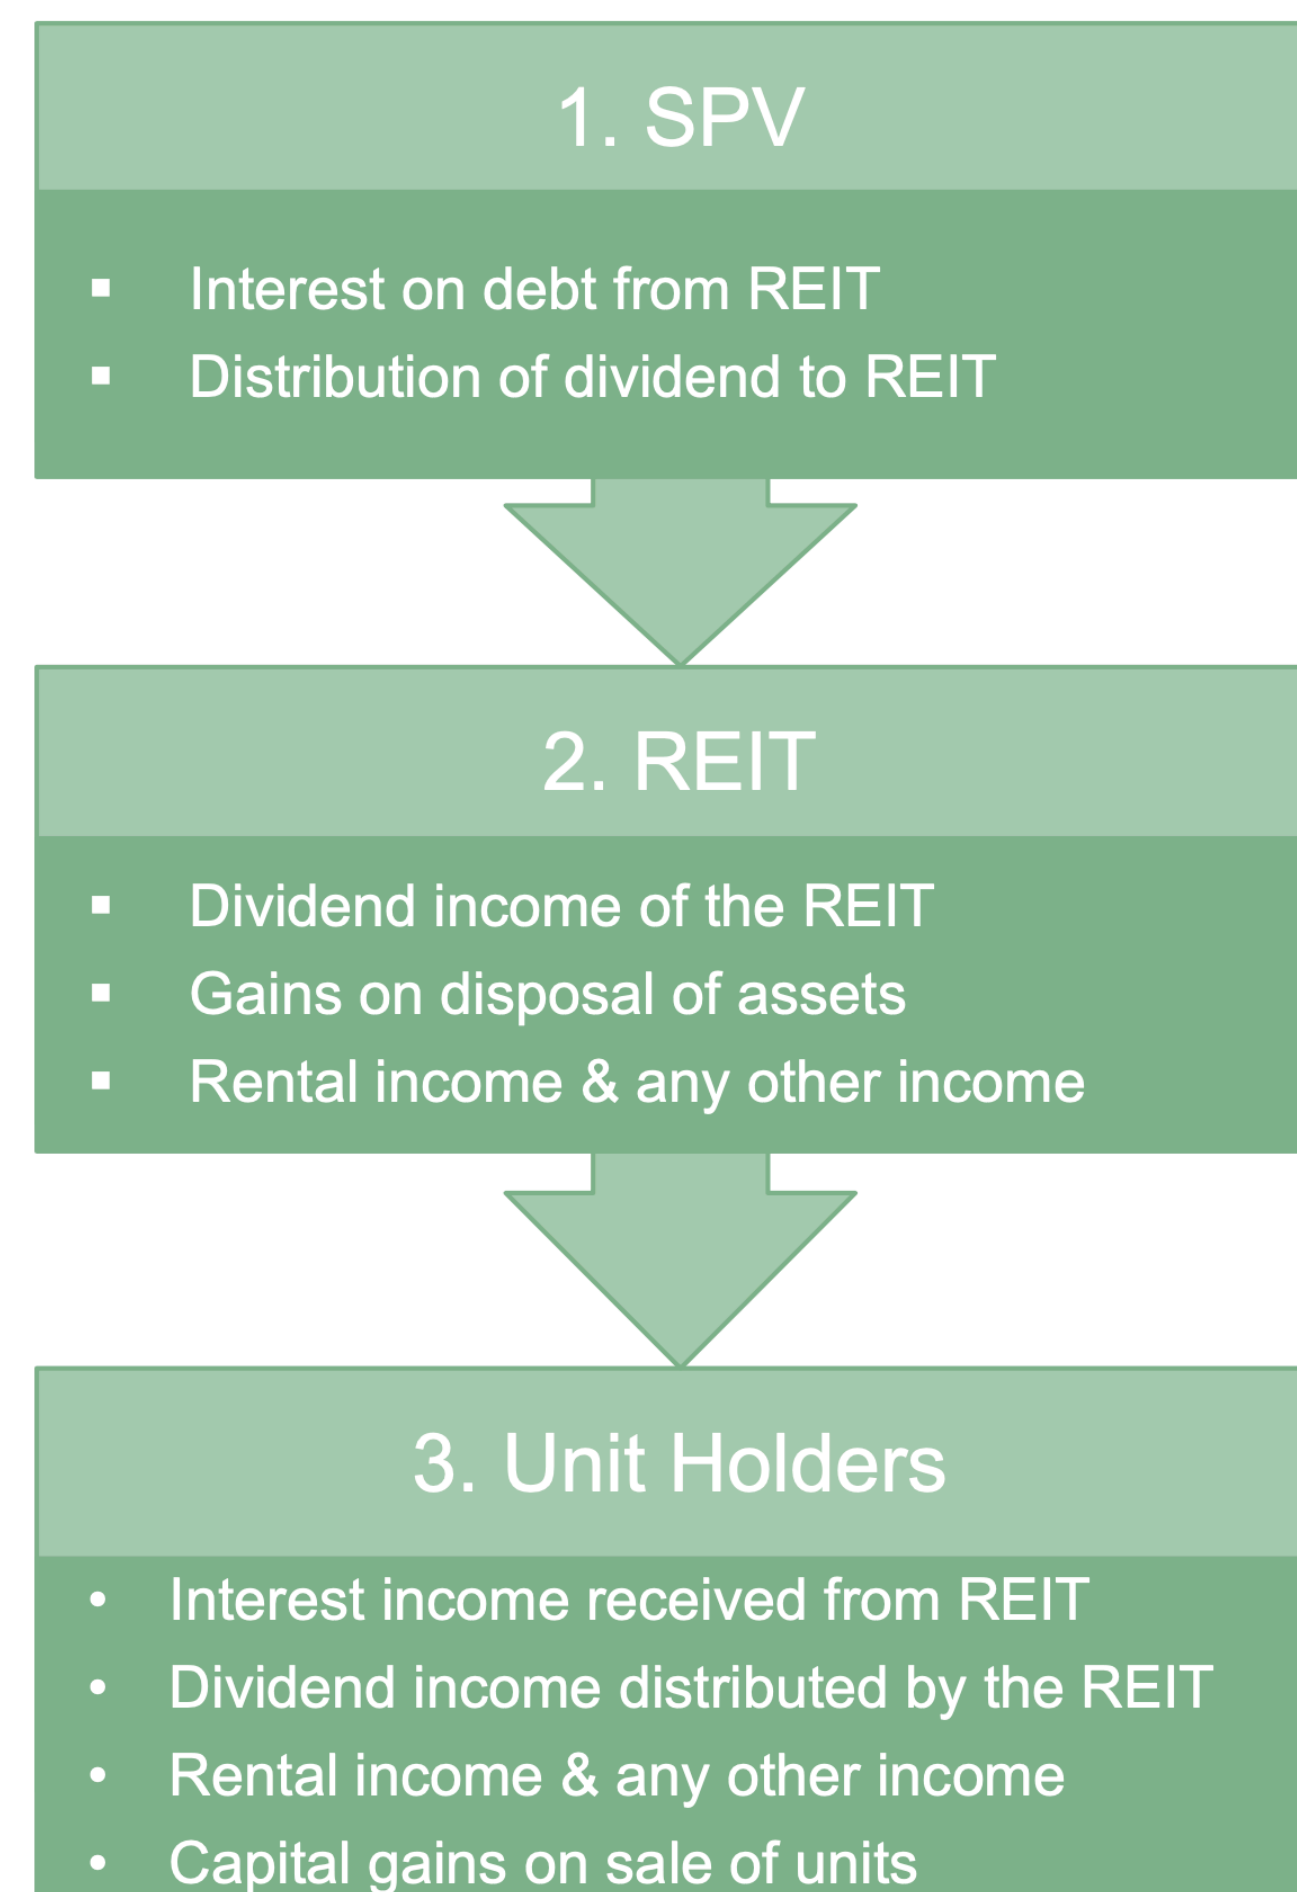 1. SPV
▪ Interest on debt from REIT
▪ Distribution of dividend to REIT
2. REIT
▪ Dividend income of the REIT
▪ Gains on disposal of assets
▪ Rental income & any other income
3. Unit Holders
• Interest income received from REIT
• Dividend income distributed by the REIT
• Rental income & any other income
• Capital gains on sale of units